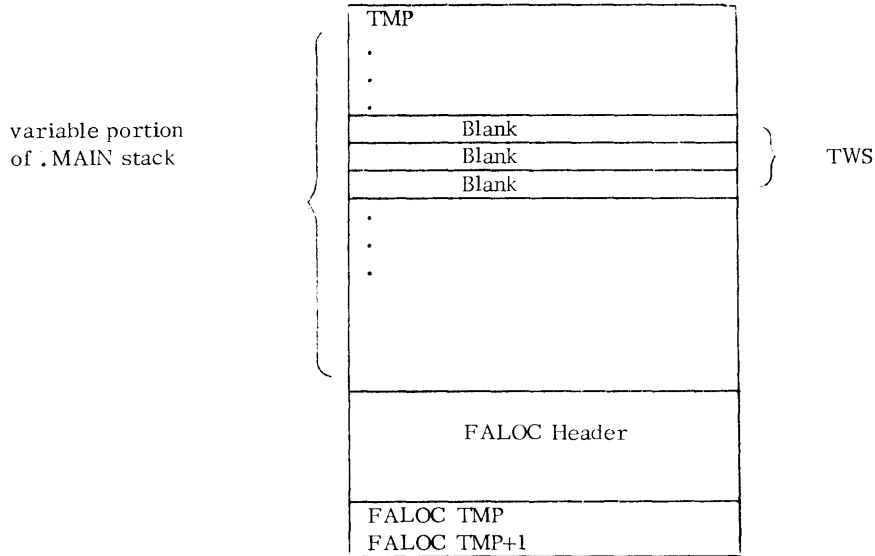 TMP
.
.
.
variable portion
of .MAIN stack
Blank
Blank
Blank
TWS
.
.
.
FALOC Header
FALOC TMP
FALOC TMP+1